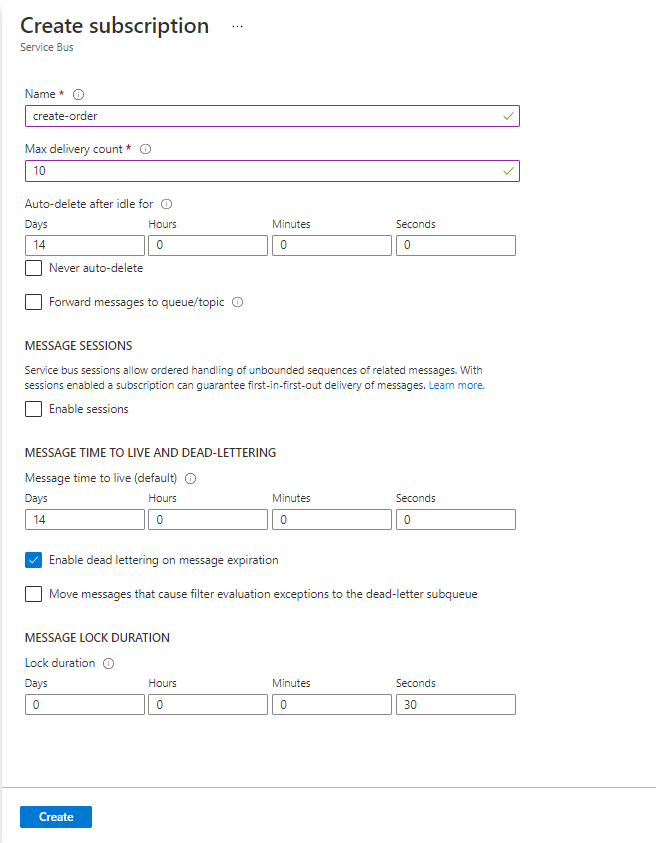 Create subscription ...
Service Bus
Name *
create-order
Max delivery count *
10
Auto-delete after idle for
Days Hours Minutes Seconds
14 0 0 0
Never auto-delete
Forward messages to queue/topic
MESSAGE SESSIONS
Service bus sessions allow ordered handling of unbounded sequences of related messages. With
sessions enabled a subscription can guarantee first-in-first-out delivery of messages. Learn more.
Enable sessions
MESSAGE TIME TO LIVE AND DEAD-LETTERING
Message time to live (default)
Days Hours Minutes Seconds
14 0 0 0
Enable dead lettering on message expiration
Move messages that cause filter evaluation exceptions to the dead-letter subqueue
MESSAGE LOCK DURATION
Lock duration
Days Hours Minutes Seconds
0 0 0 30
Create